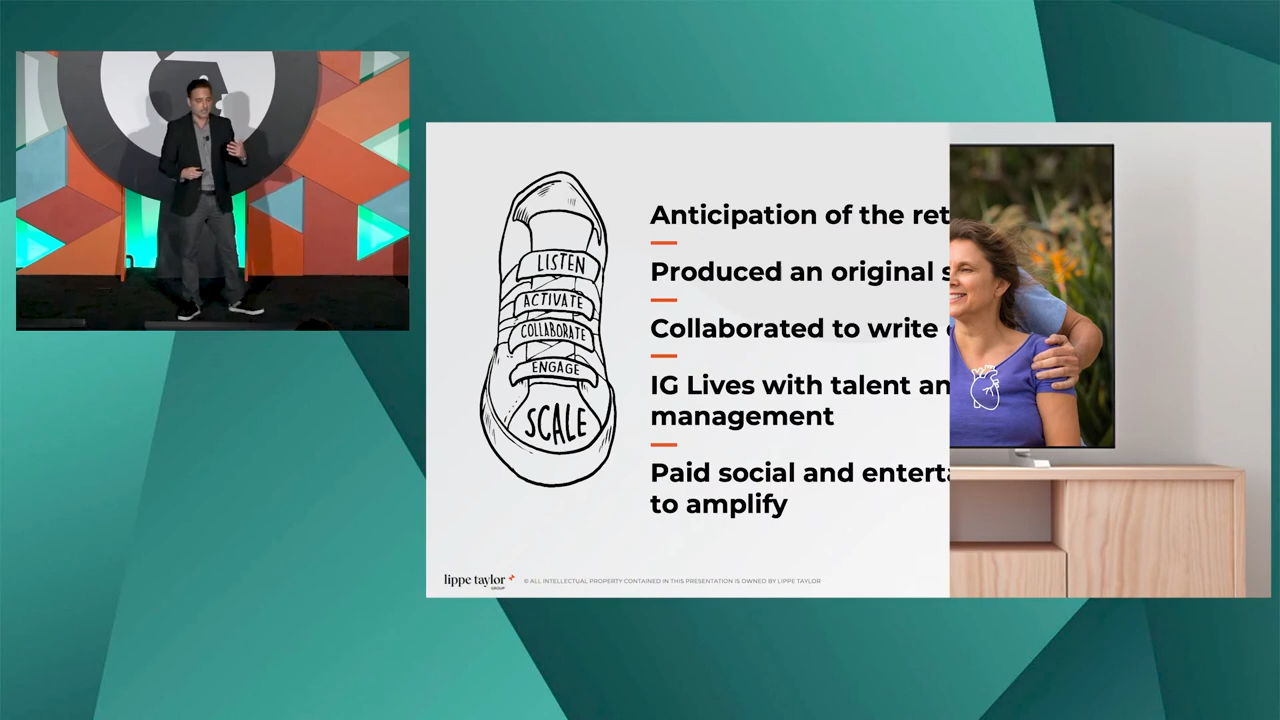 LISTEN
ACTIVATE
COLLABORATE
ENGAGE
SCALE
Anticipation of the ret
Produced an original s
Collaborated to write
IG Lives with talent an
management
Paid social and enterta
to amplify
lippe taylor
GROUP
© ALL INTELLECTUAL PROPERTY CONTAINED IN THIS PRESENTATION IS OWNED BY LIPPE TAYLOR